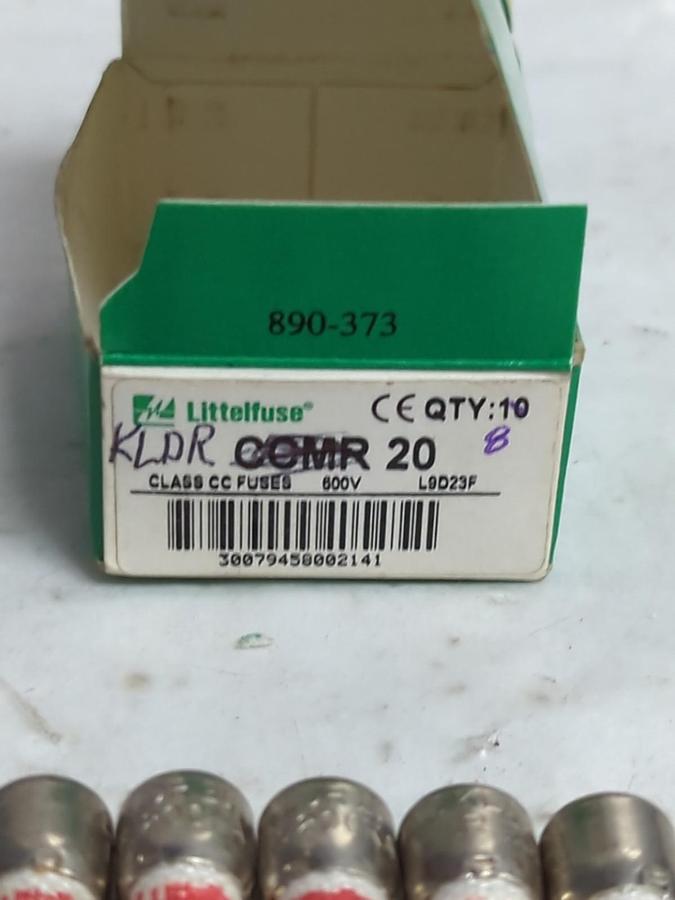 890-373
Littelfuse® CE QTY:10
KLDR CCMR 20 8
CLASS CC FUSES 600V L9D23F
30079458002141